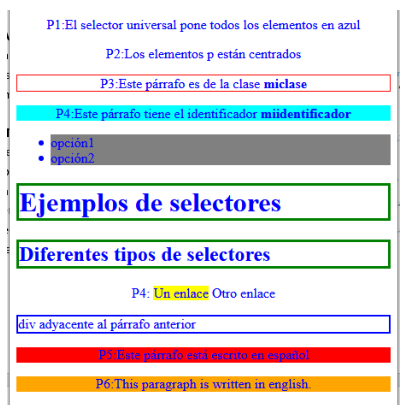 P1:El selector universal pone todos los elementos en azul
P2:Los elementos p están centrados
P3:Este párrafo es de la clase miclase
P4:Este párrafo tiene el identificador miidentificador
opción1
opción2
Ejemplos de selectores
Diferentes tipos de selectores
P4: Un enlace Otro enlace
div adyacente al párrafo anterior
P5:Este párrafo está escrito en español
P6:This paragraph is written in english.